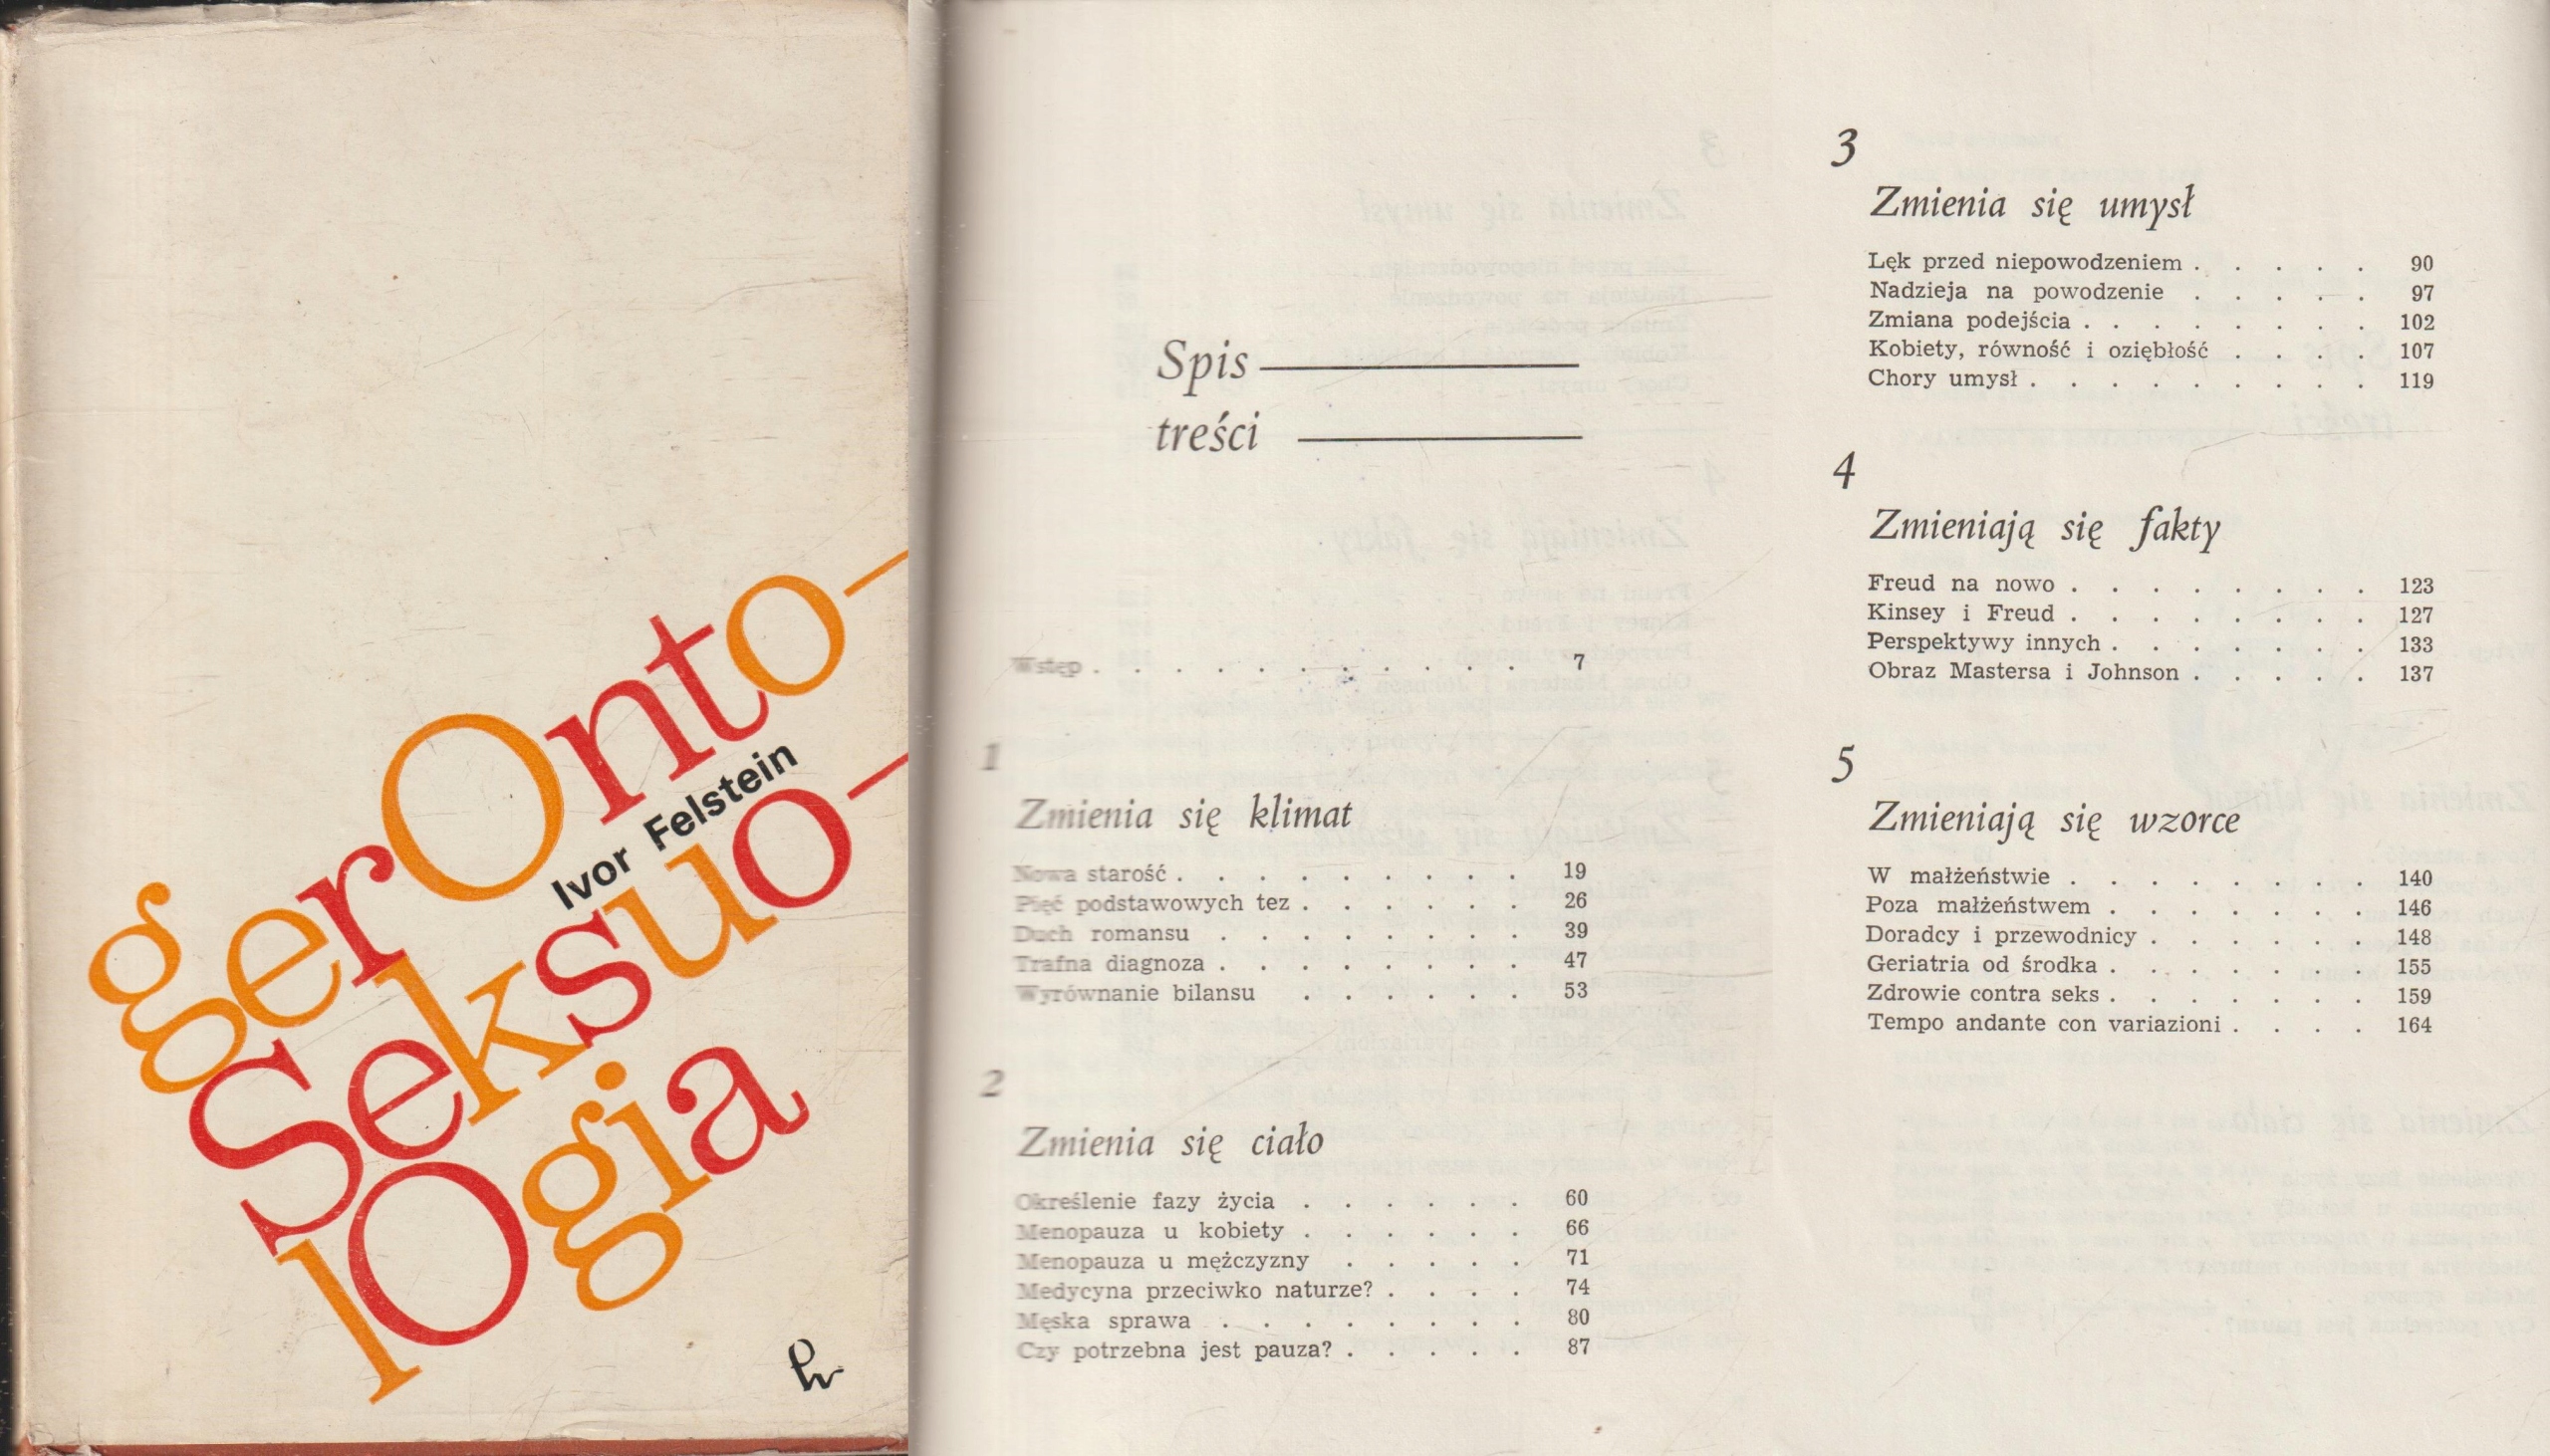 gerOnto-
Ivor Felstein
Seksuo-
lOgia
Spis
treści
Wstęp . . . . . . . . . . . 7
1
Zmienia się klimat
Nowa starość . . . . . . . . . 19
Pięć podstawowych tez . . . . . . 26
Duch romansu . . . . . . . . 39
Trafna diagnoza . . . . . . . . 47
Wyrównanie bilansu . . . . . . 53
2
Zmienia się ciało
Określenie fazy życia . . . . . . 60
Menopauza u kobiety . . . . . . 66
Menopauza u mężczyzny . . . . . 71
Medycyna przeciwko naturze? . . . . 74
Męska sprawa . . . . . . . . 80
Czy potrzebna jest pauza? . . . . . 87
3
Zmienia się umysł
Lęk przed niepowodzeniem . . . . . 90
Nadzieja na powodzenie . . . . . 97
Zmiana podejścia . . . . . . . . 102
Kobiety, równość i oziębłość . . . . 107
Chory umysł . . . . . . . . . 119
4
Zmieniają się fakty
Freud na nowo . . . . . . . . 123
Kinsey i Freud . . . . . . . . 127
Perspektywy innych . . . . . . . 133
Obraz Mastersa i Johnson . . . . . 137
5
Zmieniają się wzorce
W małżeństwie . . . . . . . . 140
Poza małżeństwem . . . . . . . 146
Doradcy i przewodnicy . . . . . . 148
Geriatria od środka . . . . . . . 155
Zdrowie contra seks . . . . . . . 159
Tempo andante con variazioni . . . . 164